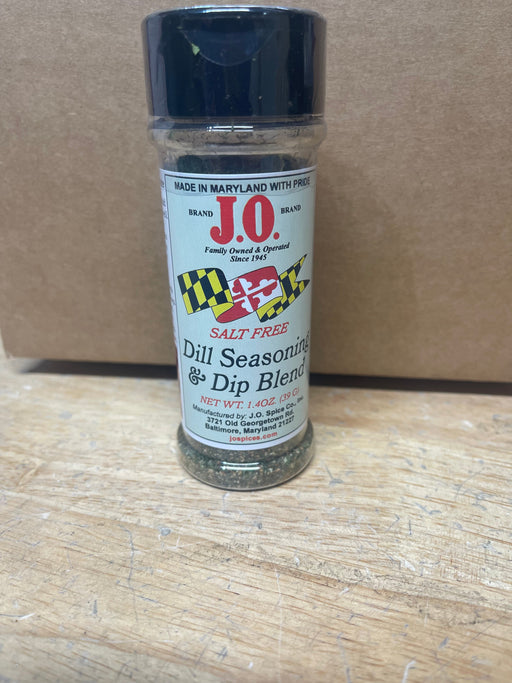 MADE IN MARYLAND WITH PRIDE
BRAND J.O. BRAND
Family Owned & Operated
Since 1945
SALT FREE
Dill Seasoning
& Dip Blend
NET WT. 1.4OZ. (39 G)
Manufactured by: J.O. Spice Co., Inc.
3721 Old Georgetown Rd.
Baltimore, Maryland 21227
jospices.com